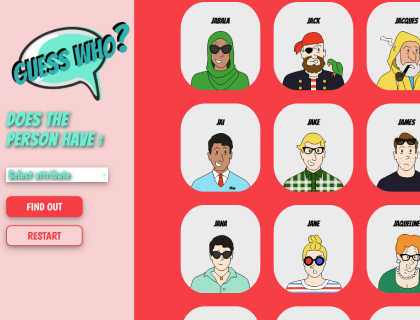 GUESS WHO?
DOES THE
PERSON HAVE :
Select attribute
FIND OUT
RESTART
JABALA
JACK
JACQUES
JAI
JAKE
JAMES
JANA
JANE
JAQUELINE